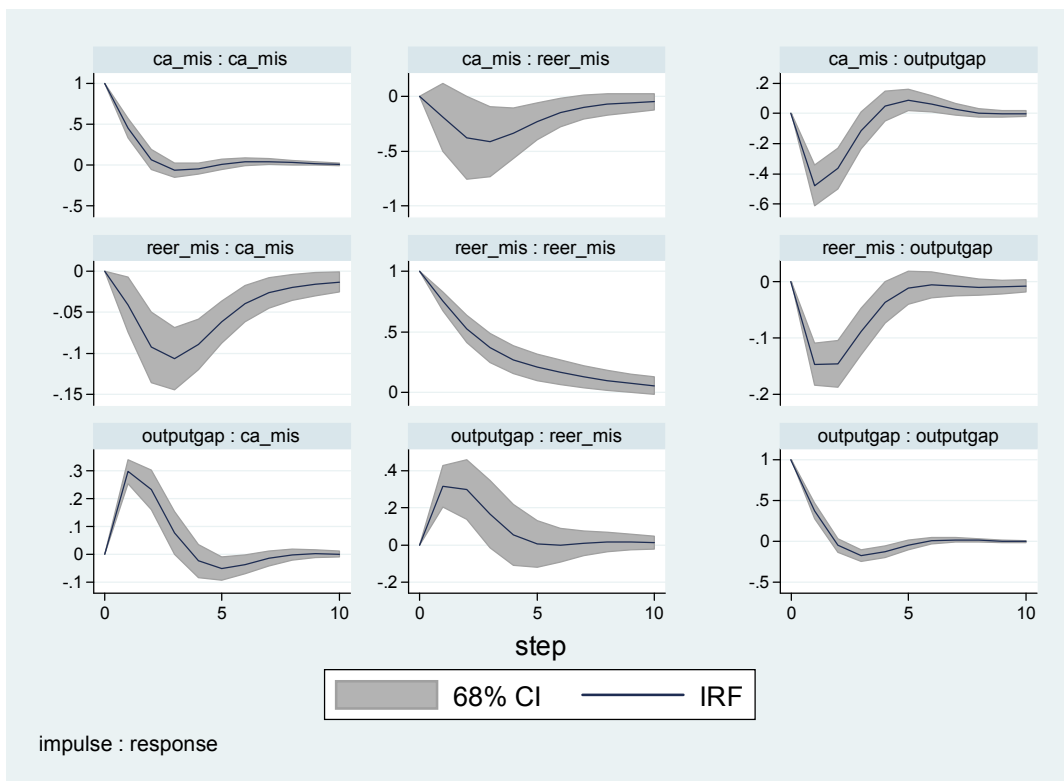 ca_mis : ca_mis
ca_mis : reer_mis
ca_mis : outputgap
1
.5
0
-.5
0
-.5
-1
.2
0
-.2
-.4
-.6
reer_mis : ca_mis
reer_mis : reer_mis
reer_mis : outputgap
0
-.05
-.1
-.15
1
.5
0
0
-.1
-.2
outputgap : ca_mis
outputgap : reer_mis
outputgap : outputgap
.3
.2
.1
0
-.1
.4
.2
0
-.2
1
.5
0
-.5
0 5 10
0 5 10
0 5 10
step
68% CI IRF
impulse : response